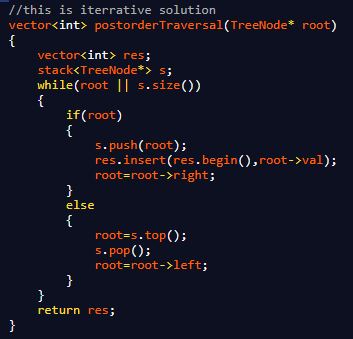 //this is iterrative solution
vector<int> postorderTraversal(TreeNode* root)
{
    vector<int> res;
    stack<TreeNode*> s;
    while(root || s.size())
    {
        if(root)
        {
            s.push(root);
            res.insert(res.begin(),root->val);
            root=root->right;
        }
        else
        {
            root=s.top();
            s.pop();
            root=root->left;
        }
    }
    return res;
}